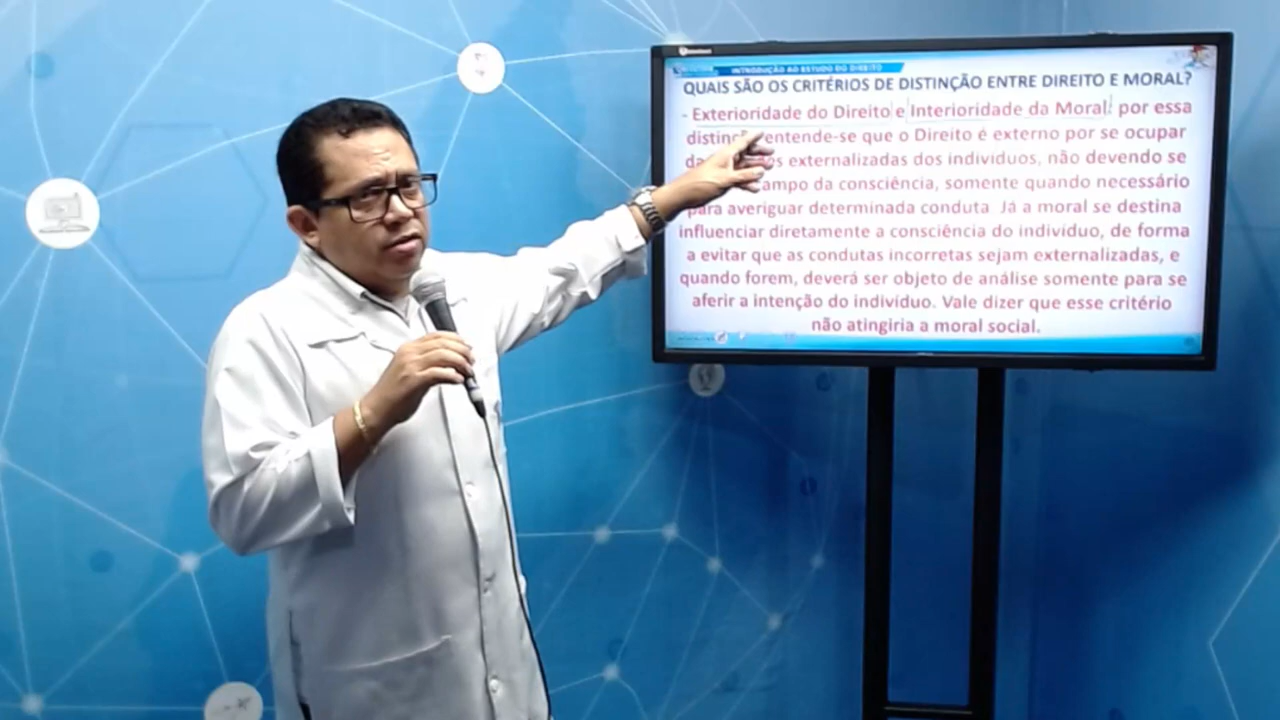 INTRODUÇÃO AO ESTUDO DO DIREITO
QUAIS SÃO OS CRITÉRIOS DE DISTINÇÃO ENTRE DIREITO E MORAL?
- Exterioridade do Direito e Interioridade da Moral: por essa
entende-se que o Direito é externo por se ocupar
externalizadas dos indivíduos, não devendo se
campo da consciência, somente quando necessário
para averiguar determinada conduta Já a moral se destina
influenciar diretamente a consciência do indivíduo, de forma
a evitar que as condutas incorretas sejam externalizadas, e
quando forem, deverá ser objeto de análise somente para se
aferir a intenção do indivíduo. Vale dizer que esse critério
não atingiria a moral social.